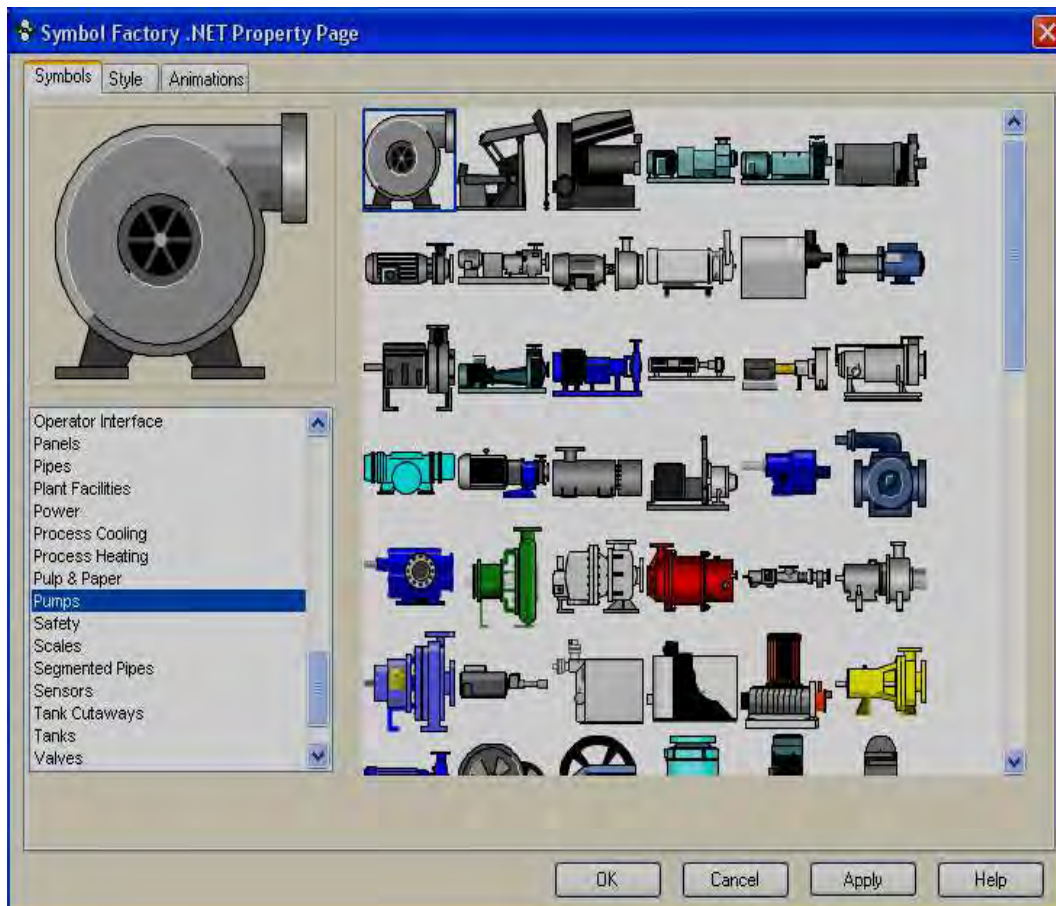 Symbol Factory .NET Property Page
Symbols Style Animations
Operator Interface
Panels
Pipes
Plant Facilities
Power
Process Cooling
Process Heating
Pulp & Paper
Pumps
Safety
Scales
Segmented Pipes
Sensors
Tank Cutaways
Tanks
Valves
OK Cancel Apply Help